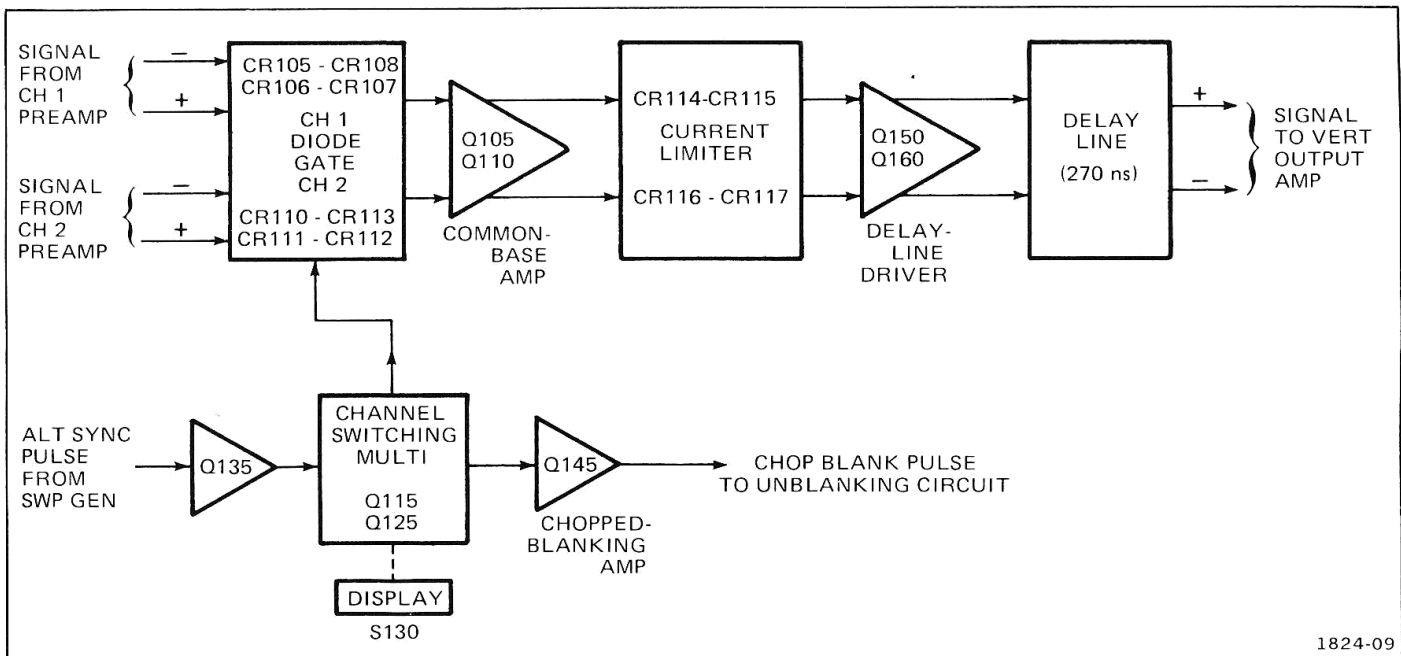 SIGNAL
FROM
CH 1
PREAMP
−
+
SIGNAL
FROM
CH 2
PREAMP
−
+
CR105 - CR108
CR106 - CR107
CH 1
DIODE
GATE
CH 2
CR110 - CR113
CR111 - CR112
Q105
Q110
COMMON-
BASE
AMP
CR114-CR115
CURRENT
LIMITER
CR116 - CR117
Q150
Q160
DELAY-
LINE
DRIVER
DELAY
LINE
(270 ns)
+
−
SIGNAL
TO VERT
OUTPUT
AMP
ALT SYNC
PULSE
FROM
SWP GEN
Q135
CHANNEL
SWITCHING
MULTI
Q115
Q125
DISPLAY
S130
Q145
CHOPPED-
BLANKING
AMP
CHOP BLANK PULSE
TO UNBLANKING CIRCUIT
1824-09